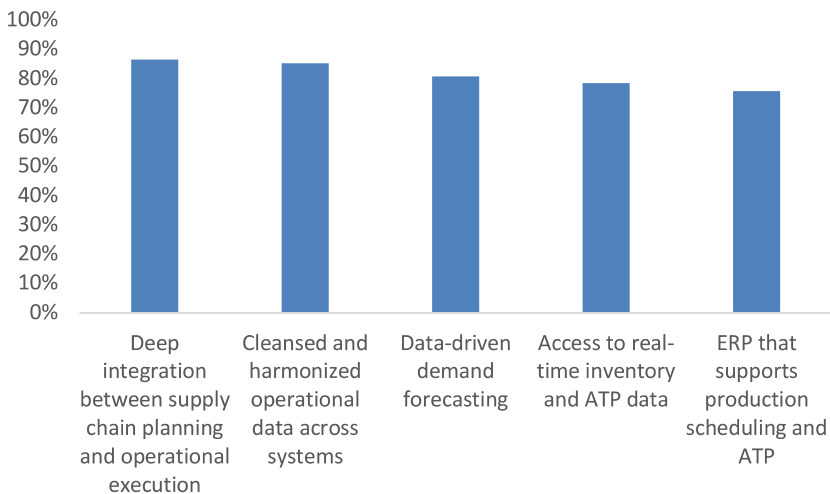 100%
90%
80%
70%
60%
50%
40%
30%
20%
10%
0%
Deep
integration
between supply
chain planning
and operational
execution
Cleansed and
harmonized
operational
data across
systems
Data-driven
demand
forecasting
Access to real-
time inventory
and ATP data
ERP that
supports
production
scheduling and
ATP